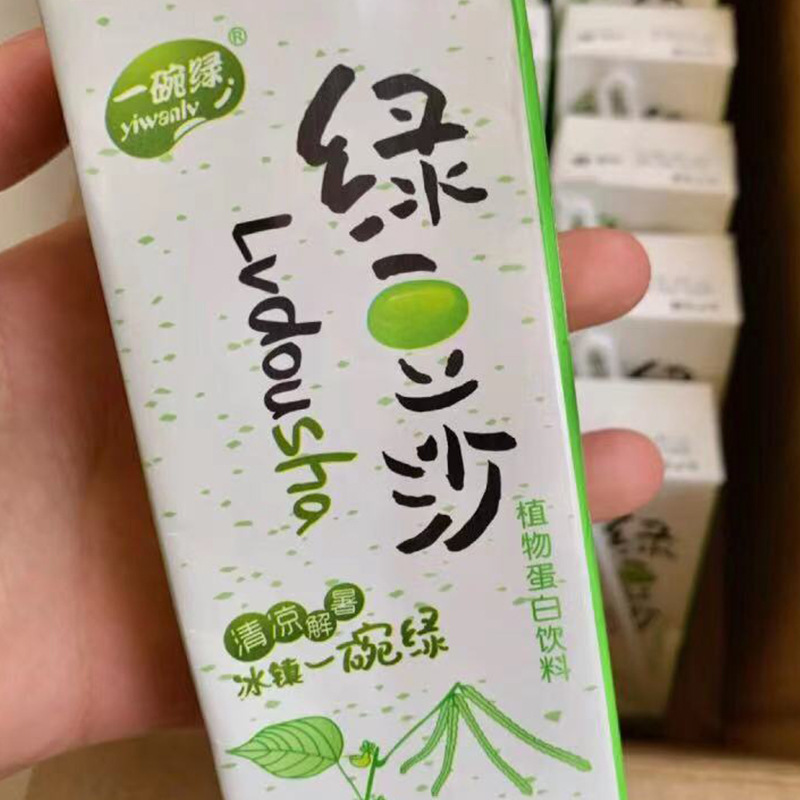 一碗绿®
yiwanlv
绿豆沙
Lvdousha
植物蛋白饮料
清凉解暑
冰镇一碗绿